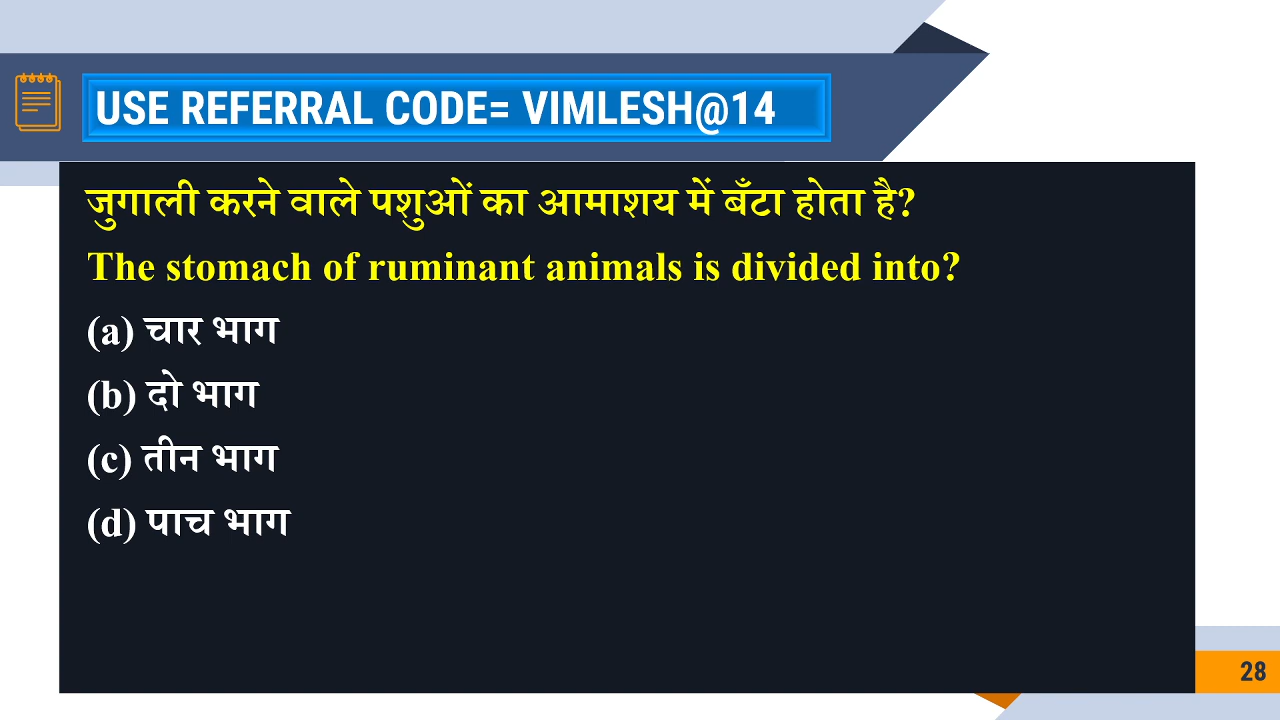 USE REFERRAL CODE= VIMLESH@14
जुगाली करने वाले पशुओं का आमाशय में बँटा होता है?
The stomach of ruminant animals is divided into?
(a) चार भाग
(b) दो भाग
(c) तीन भाग
(d) पाच भाग
28